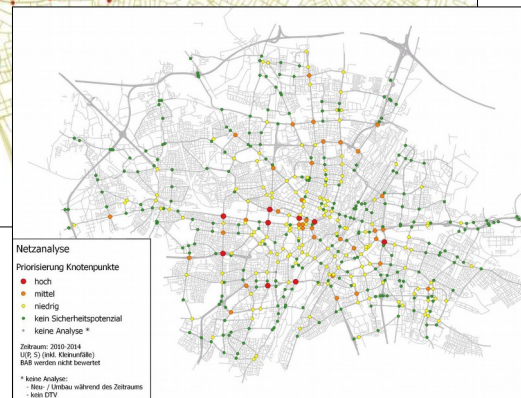 Netzanalyse
Priorisierung Knotenpunkte
hoch
mittel
niedrig
kein Sicherheitspotenzial
keine Analyse *
Zeitraum: 2010-2014
U(P, S) (inkl. Kleinunfälle)
BAB werden nicht bewertet
* keine Analyse:
- Neu- / Umbau während des Zeitraums
- kein DTV